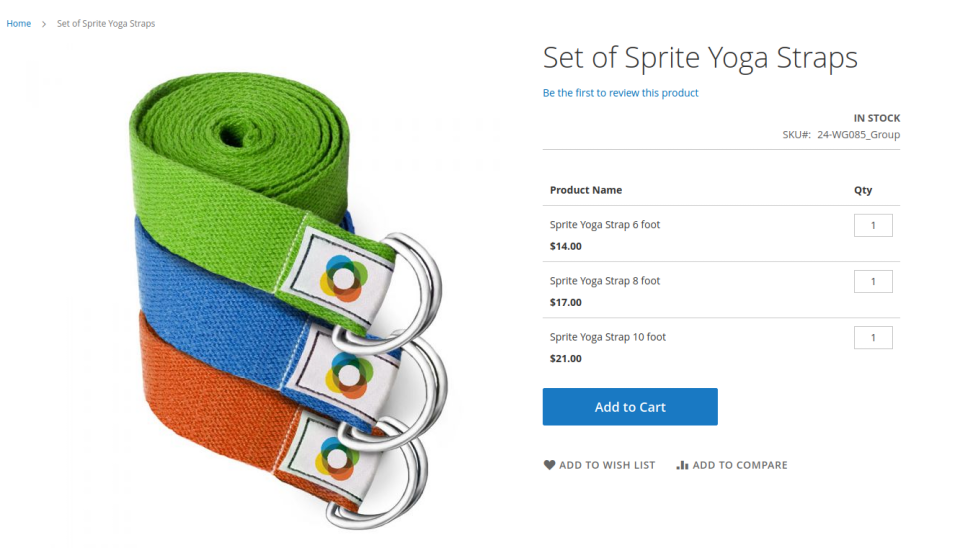 Home > Set of Sprite Yoga Straps
Set of Sprite Yoga Straps
Be the first to review this product
IN STOCK
SKU#: 24-WG085_Group
Product Name Qty
Sprite Yoga Strap 6 foot 1
$14.00
Sprite Yoga Strap 8 foot 1
$17.00
Sprite Yoga Strap 10 foot 1
$21.00
Add to Cart
ADD TO WISH LIST ADD TO COMPARE